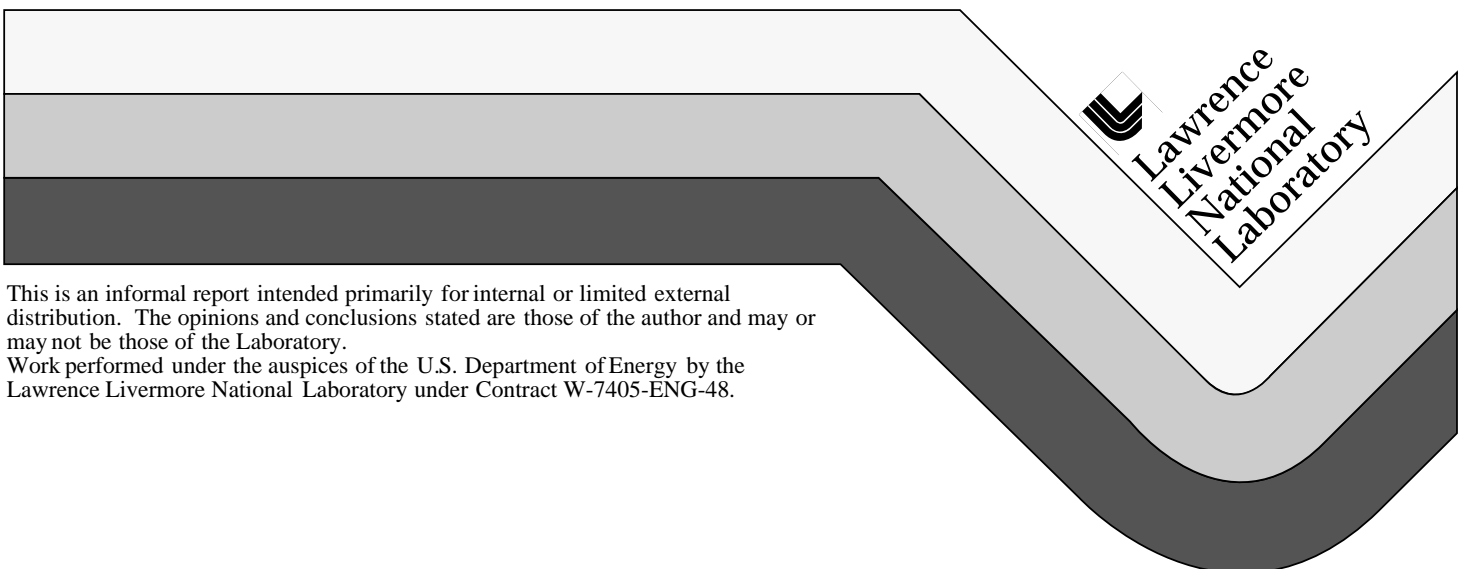 Lawrence
Livermore
National
Laboratory
This is an informal report intended primarily for internal or limited external
distribution. The opinions and conclusions stated are those of the author and may or
may not be those of the Laboratory.
Work performed under the auspices of the U.S. Department of Energy by the
Lawrence Livermore National Laboratory under Contract W-7405-ENG-48.